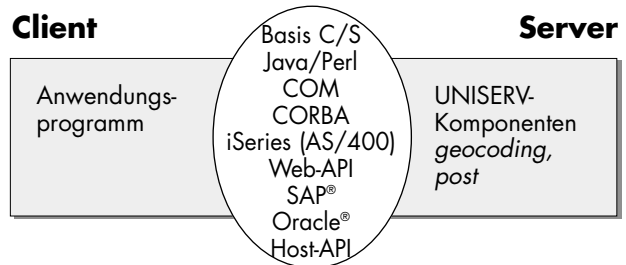 Client
Server
Anwendungs-
programm
Basis C/S
Java/Perl
COM
CORBA
iSeries (AS/400)
Web-API
SAP®
Oracle®
Host-API
UNISERV-
Komponenten
geocoding,
post